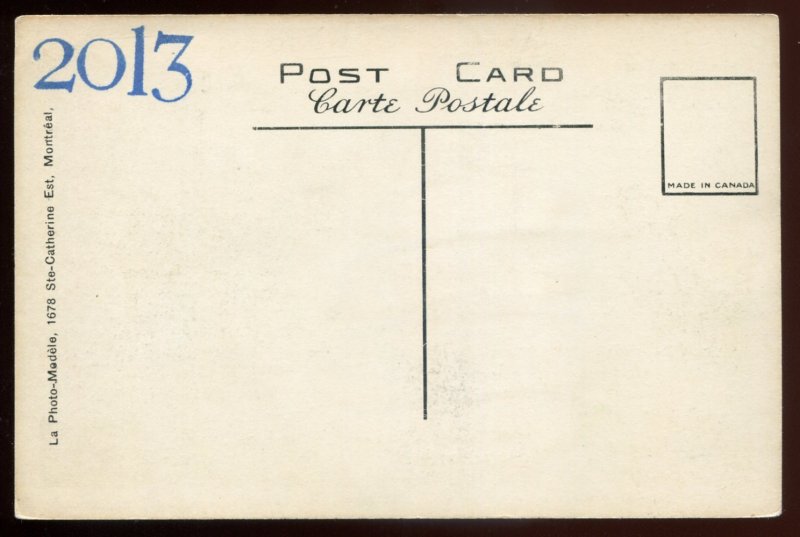 2013
POST CARD
Carte Postale
MADE IN CANADA
La Photo-Modèle, 1678 Ste-Catherine Est, Montréal,